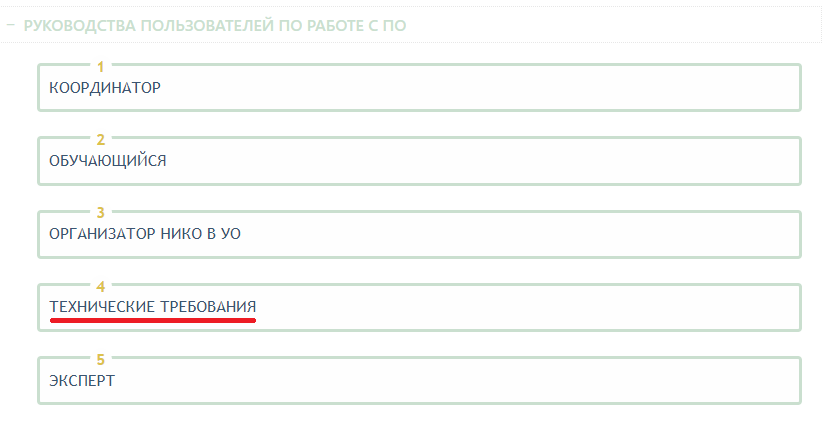 – РУКОВОДСТВА ПОЛЬЗОВАТЕЛЕЙ ПО РАБОТЕ С ПО
1
КООРДИНАТОР
2
ОБУЧАЮЩИЙСЯ
3
ОРГАНИЗАТОР НИКО В УО
4
ТЕХНИЧЕСКИЕ ТРЕБОВАНИЯ
5
ЭКСПЕРТ